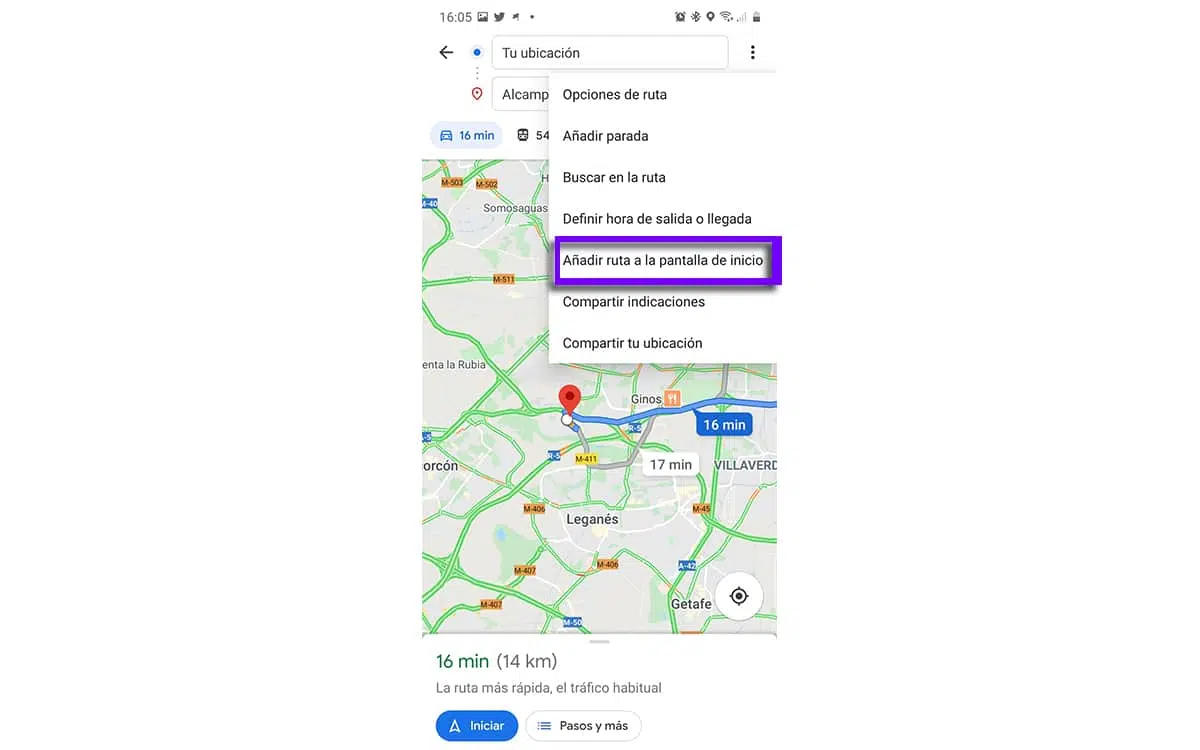 16:05
Tu ubicación
Alcamp
Opciones de ruta
16 min
54
Añadir parada
Buscar en la ruta
M-503
M-502
H
M-40
Somosaguas
Definir hora de salida o llegada
Añadir ruta a la pantalla de inicio
M-511
Compartir indicaciones
Compartir tu ubicación
enta la Rubia
Ginos
16 min
R-5
A-5
R-5
M-411
orcón
17 min
VILLAVERD
M-406
M-45
Leganés
M-406
A-42
M-407
M-407
Getafe
M-50
16 min (14 km)
La ruta más rápida, el tráfico habitual
Iniciar
Pasos y más